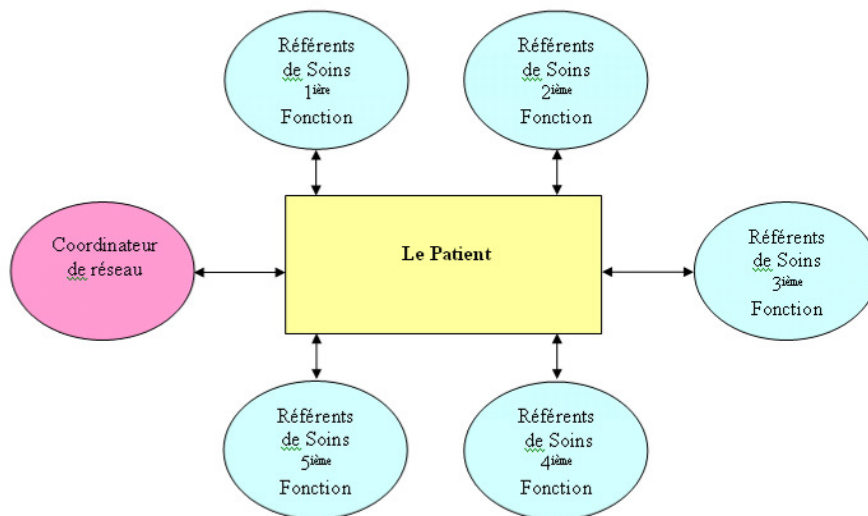 Référents
de Soins
1ière
Fonction
Référents
de Soins
2ième
Fonction
Coordinateur
de réseau
Le Patient
Référents
de Soins
3ième
Fonction
Référents
de Soins
5ième
Fonction
Référents
de Soins
4ième
Fonction